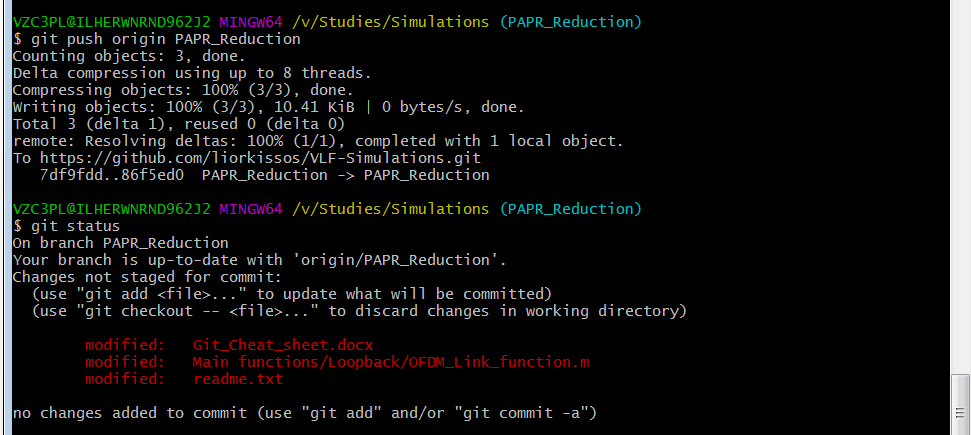 VZC3PL@ILHERWNRND962J2 MINGW64 /v/Studies/Simulations (PAPR_Reduction)
$ git push origin PAPR_Reduction
Counting objects: 3, done.
Delta compression using up to 8 threads.
Compressing objects: 100% (3/3), done.
Writing objects: 100% (3/3), 10.41 KiB | 0 bytes/s, done.
Total 3 (delta 1), reused 0 (delta 0)
remote: Resolving deltas: 100% (1/1), completed with 1 local object.
To https://github.com/liorkissos/VLF-Simulations.git
   7df9fdd..86f5ed0  PAPR_Reduction -> PAPR_Reduction
VZC3PL@ILHERWNRND962J2 MINGW64 /v/Studies/Simulations (PAPR_Reduction)
$ git status
On branch PAPR_Reduction
Your branch is up-to-date with 'origin/PAPR_Reduction'.
Changes not staged for commit:
  (use "git add <file>..." to update what will be committed)
  (use "git checkout -- <file>..." to discard changes in working directory)
        modified:   Git_Cheat_sheet.docx
        modified:   Main functions/Loopback/OFDM_Link_function.m
        modified:   readme.txt
no changes added to commit (use "git add" and/or "git commit -a")